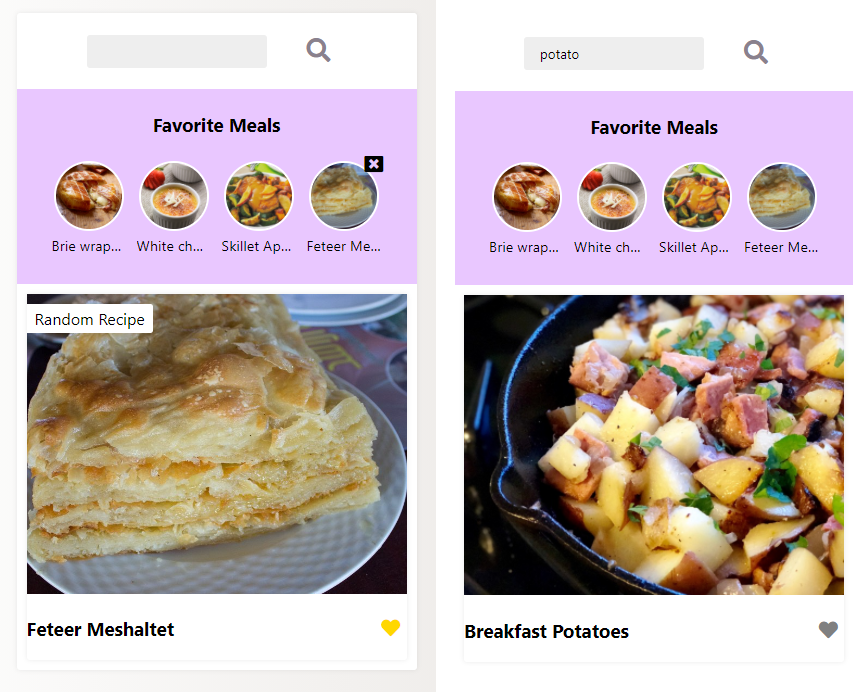 Favorite Meals
Brie wrap...
White ch...
Skillet Ap...
Feteer Me...
Random Recipe
Feteer Meshaltet
potato
Favorite Meals
Brie wrap...
White ch...
Skillet Ap...
Feteer Me...
Breakfast Potatoes